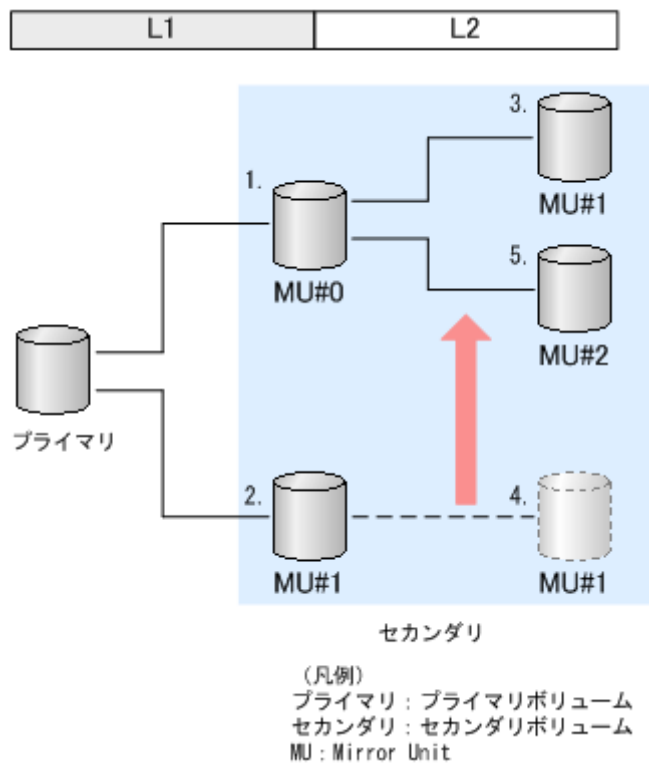 L1 L2
3.
MU#1
1.
MU#0
5.
MU#2
プライマリ
2.
MU#1
4.
MU#1
セカンダリ
（凡例）
プライマリ：プライマリボリューム
セカンダリ：セカンダリボリューム
MU：Mirror Unit